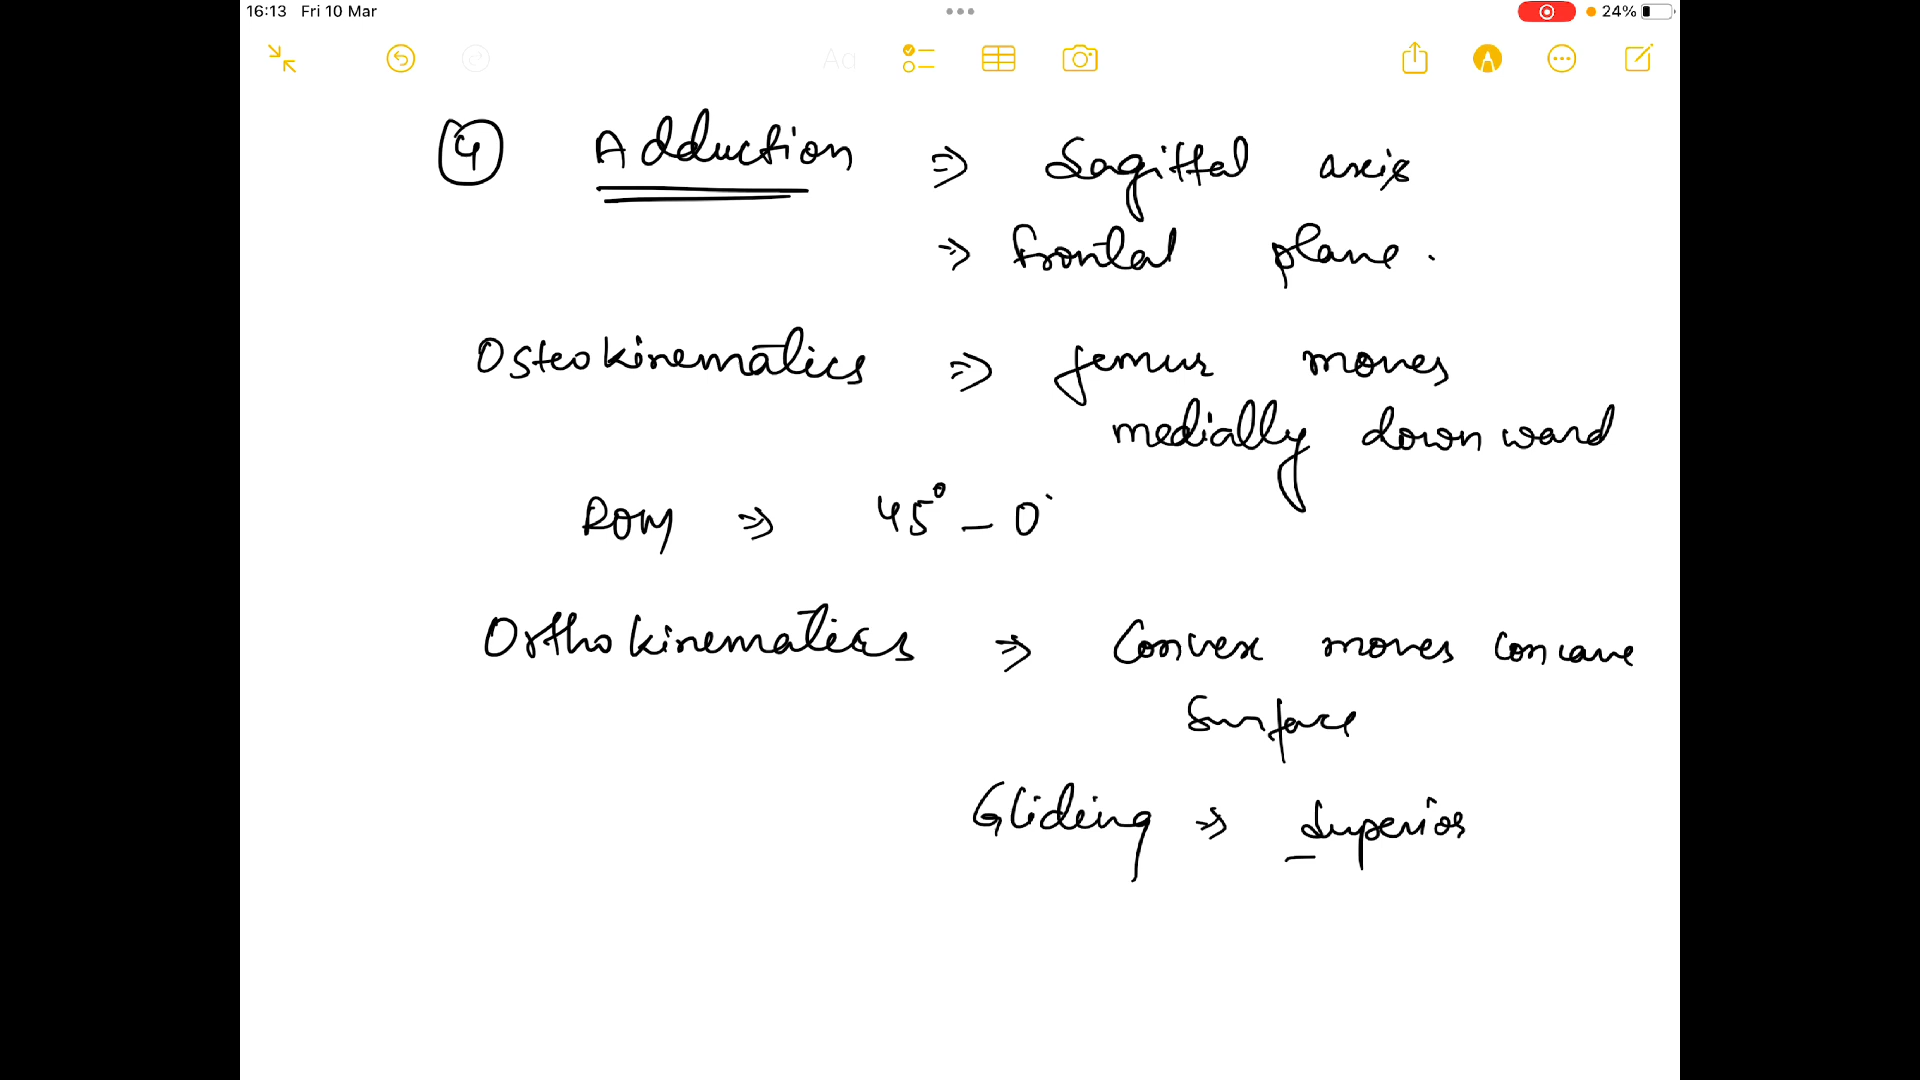 16:13 Fri 10 Mar
24%
Aa
4 Adduction ⇒ Sagittal axis
⇒ frontal plane.
Osteokinematics ⇒ femur moves
medially downward
ROM ⇒ 45° – 0°
Orthokinematics ⇒ Convex moves concave
Surface
Gliding ⇒ Superior